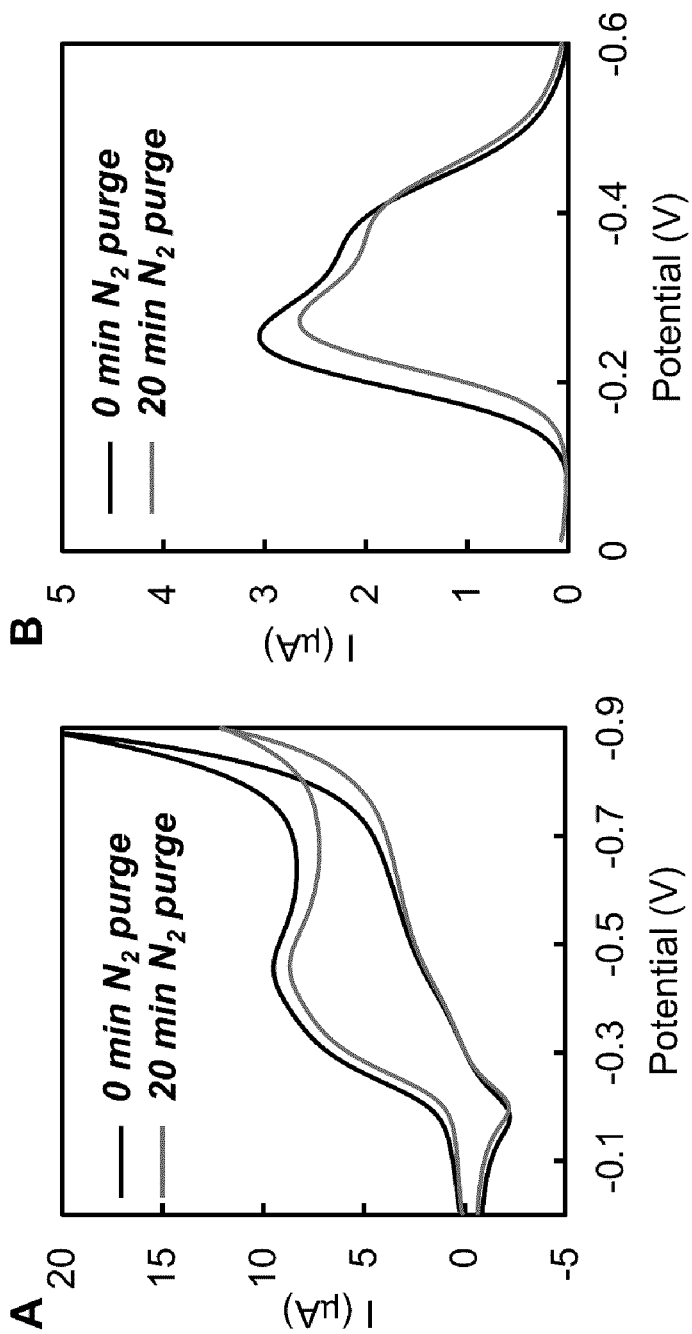 A
0 min N₂ purge
20 min N₂ purge
20
15
10
5
0
-5
I (µA)
-0.1
-0.3
-0.5
-0.7
-0.9
Potential (V)
B
0 min N₂ purge
20 min N₂ purge
5
4
3
2
1
0
I (µA)
0
-0.2
-0.4
-0.6
Potential (V)